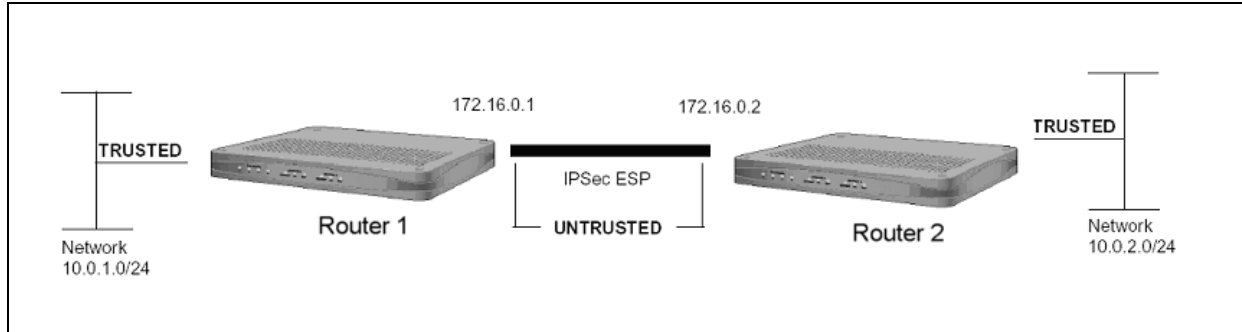 172.16.0.1
172.16.0.2
TRUSTED
TRUSTED
IPSec ESP
UNTRUSTED
Router 1
Router 2
Network
10.0.1.0/24
Network
10.0.2.0/24